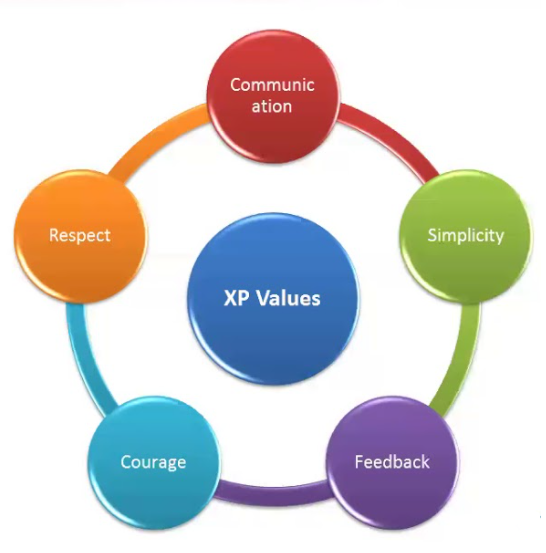 Communic
ation
Respect
Simplicity
XP Values
Courage
Feedback